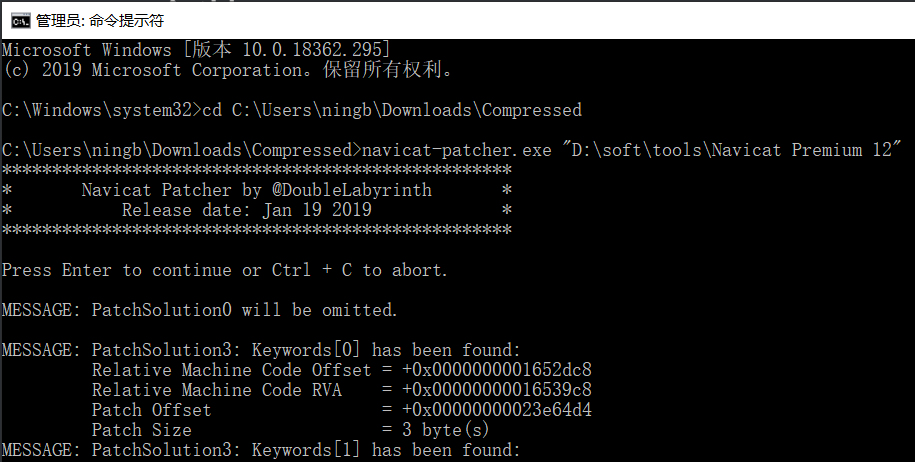 管理员: 命令提示符
Microsoft Windows [版本 10.0.18362.295]
(c) 2019 Microsoft Corporation。保留所有权利。
C:\Windows\system32>cd C:\Users\ningb\Downloads\Compressed
C:\Users\ningb\Downloads\Compressed>navicat-patcher.exe "D:\soft\tools\Navicat Premium 12"
***************************************************
*       Navicat Patcher by @DoubleLabyrinth       *
*           Release date: Jan 19 2019             *
***************************************************
Press Enter to continue or Ctrl + C to abort.
MESSAGE: PatchSolution0 will be omitted.
MESSAGE: PatchSolution3: Keywords[0] has been found:
         Relative Machine Code Offset = +0x0000000001652dc8
         Relative Machine Code RVA    = +0x00000000016539c8
         Patch Offset                 = +0x00000000023e64d4
         Patch Size                   = 3 byte(s)
MESSAGE: PatchSolution3: Keywords[1] has been found: